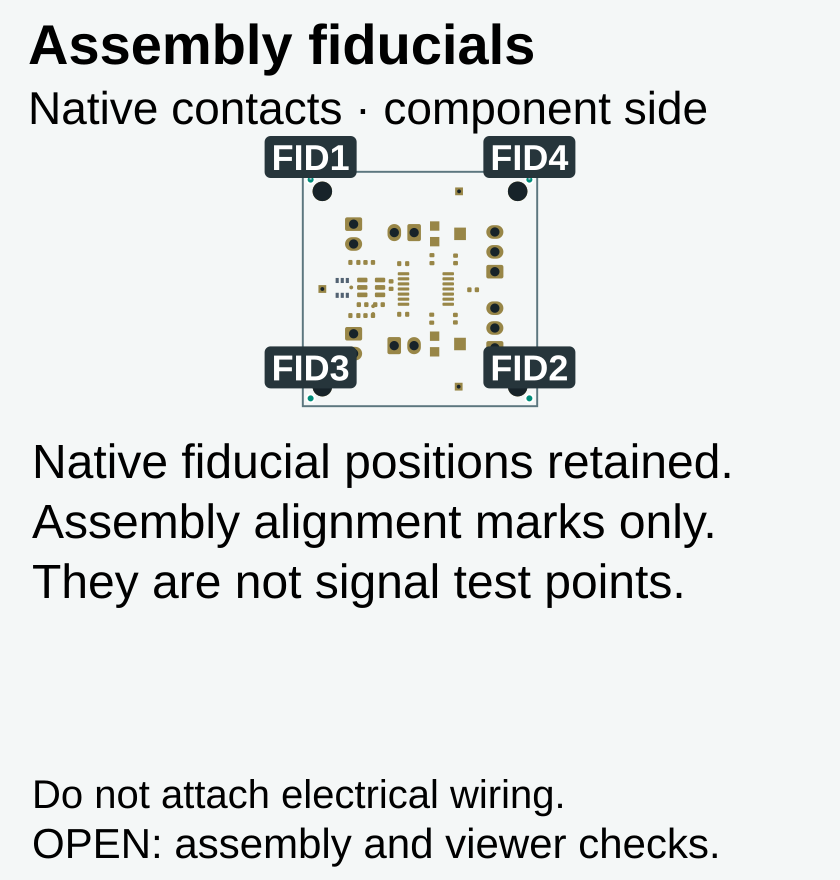 Assembly fiducials
Native contacts · component side
FID1 FID4
FID3 FID2
Native fiducial positions retained.
Assembly alignment marks only.
They are not signal test points.
Do not attach electrical wiring.
OPEN: assembly and viewer checks.